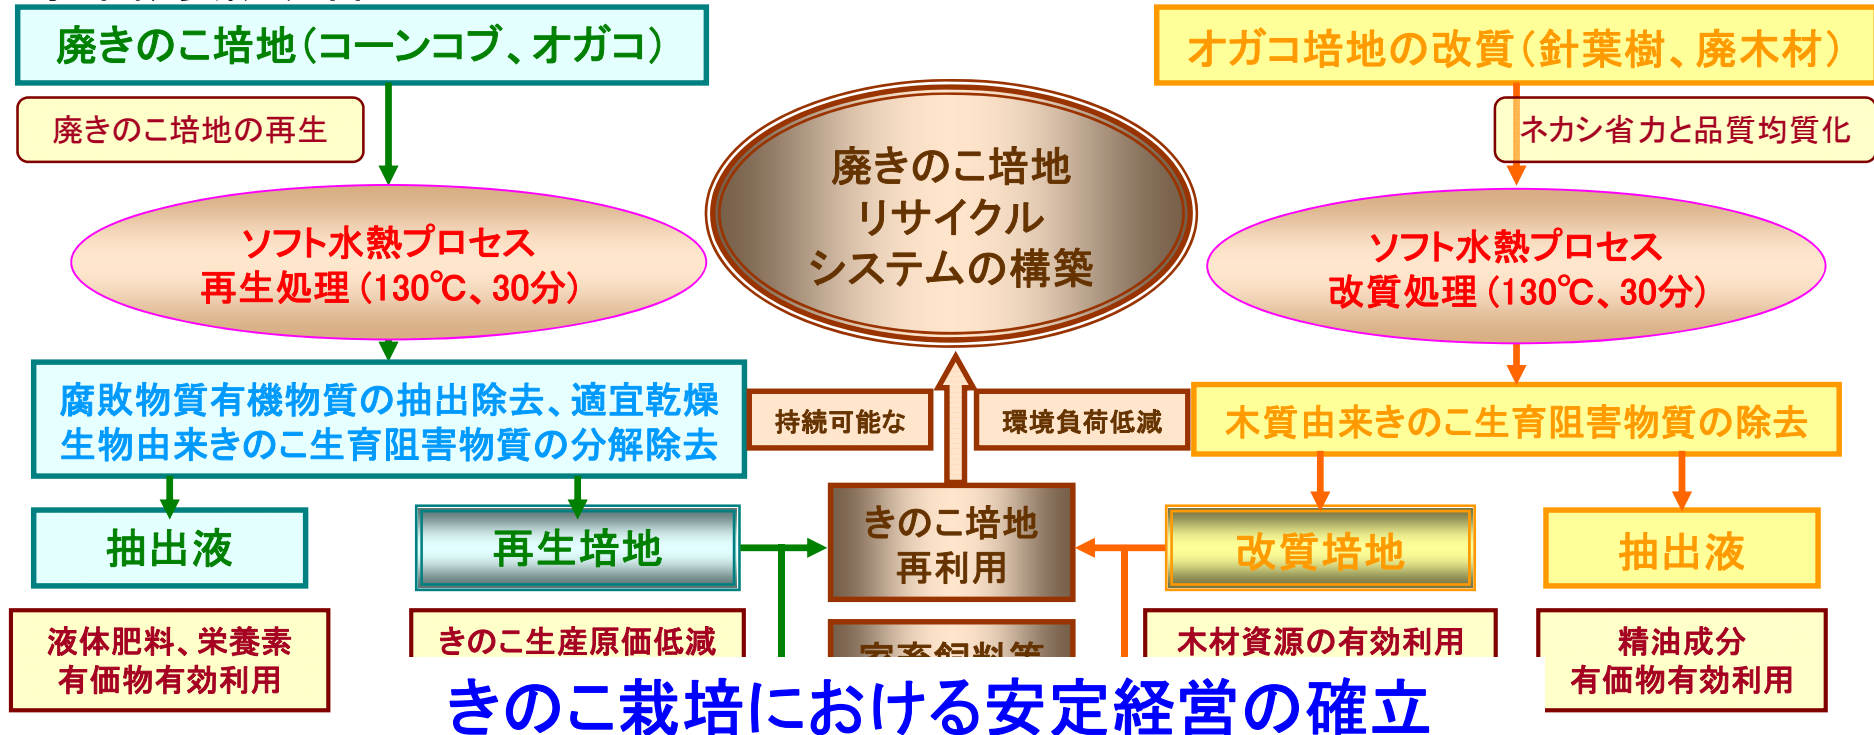 廃きのこ培地（コーンコブ、オガコ）
オガコ培地の改質（針葉樹、廃木材）
廃きのこ培地の再生
ネカシ省力と品質均質化
廃きのこ培地
リサイクル
システムの構築
ソフト水熱プロセス
再生処理（130℃、30分）
ソフト水熱プロセス
改質処理（130℃、30分）
腐敗物質有機物質の抽出除去、適宜乾燥
生物由来きのこ生育阻害物質の分解除去
持続可能な
環境負荷低減
木質由来きのこ生育阻害物質の除去
抽出液
再生培地
きのこ培地
再利用
改質培地
抽出液
液体肥料、栄養素
有価物有効利用
きのこ生産原価低減
家畜飼料等
木材資源の有効利用
精油成分
有価物有効利用
きのこ栽培における安定経営の確立